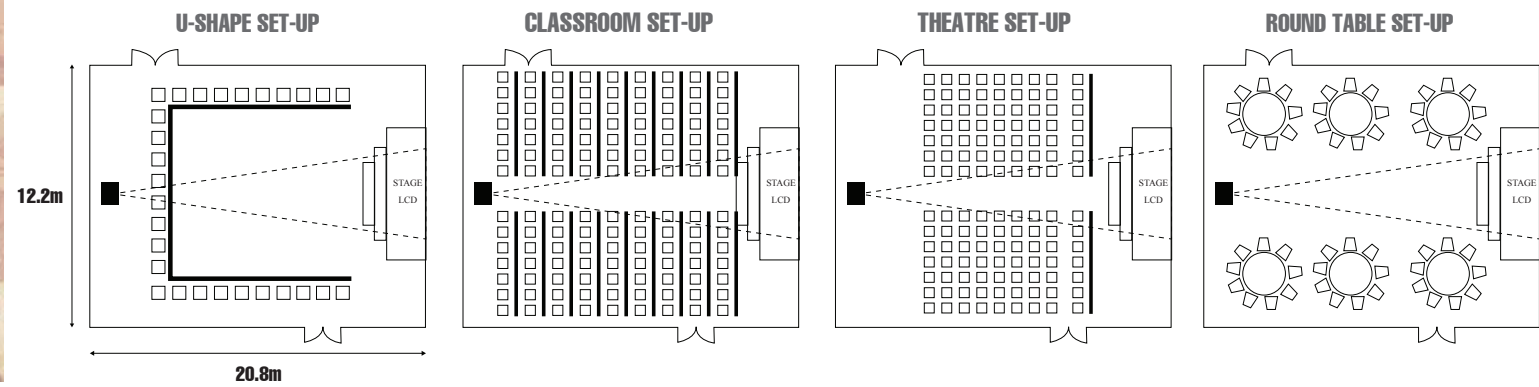 U-SHAPE SET-UP
CLASSROOM SET-UP
THEATRE SET-UP
ROUND TABLE SET-UP
12.2m
STAGE
LCD
STAGE
LCD
STAGE
LCD
STAGE
LCD
20.8m